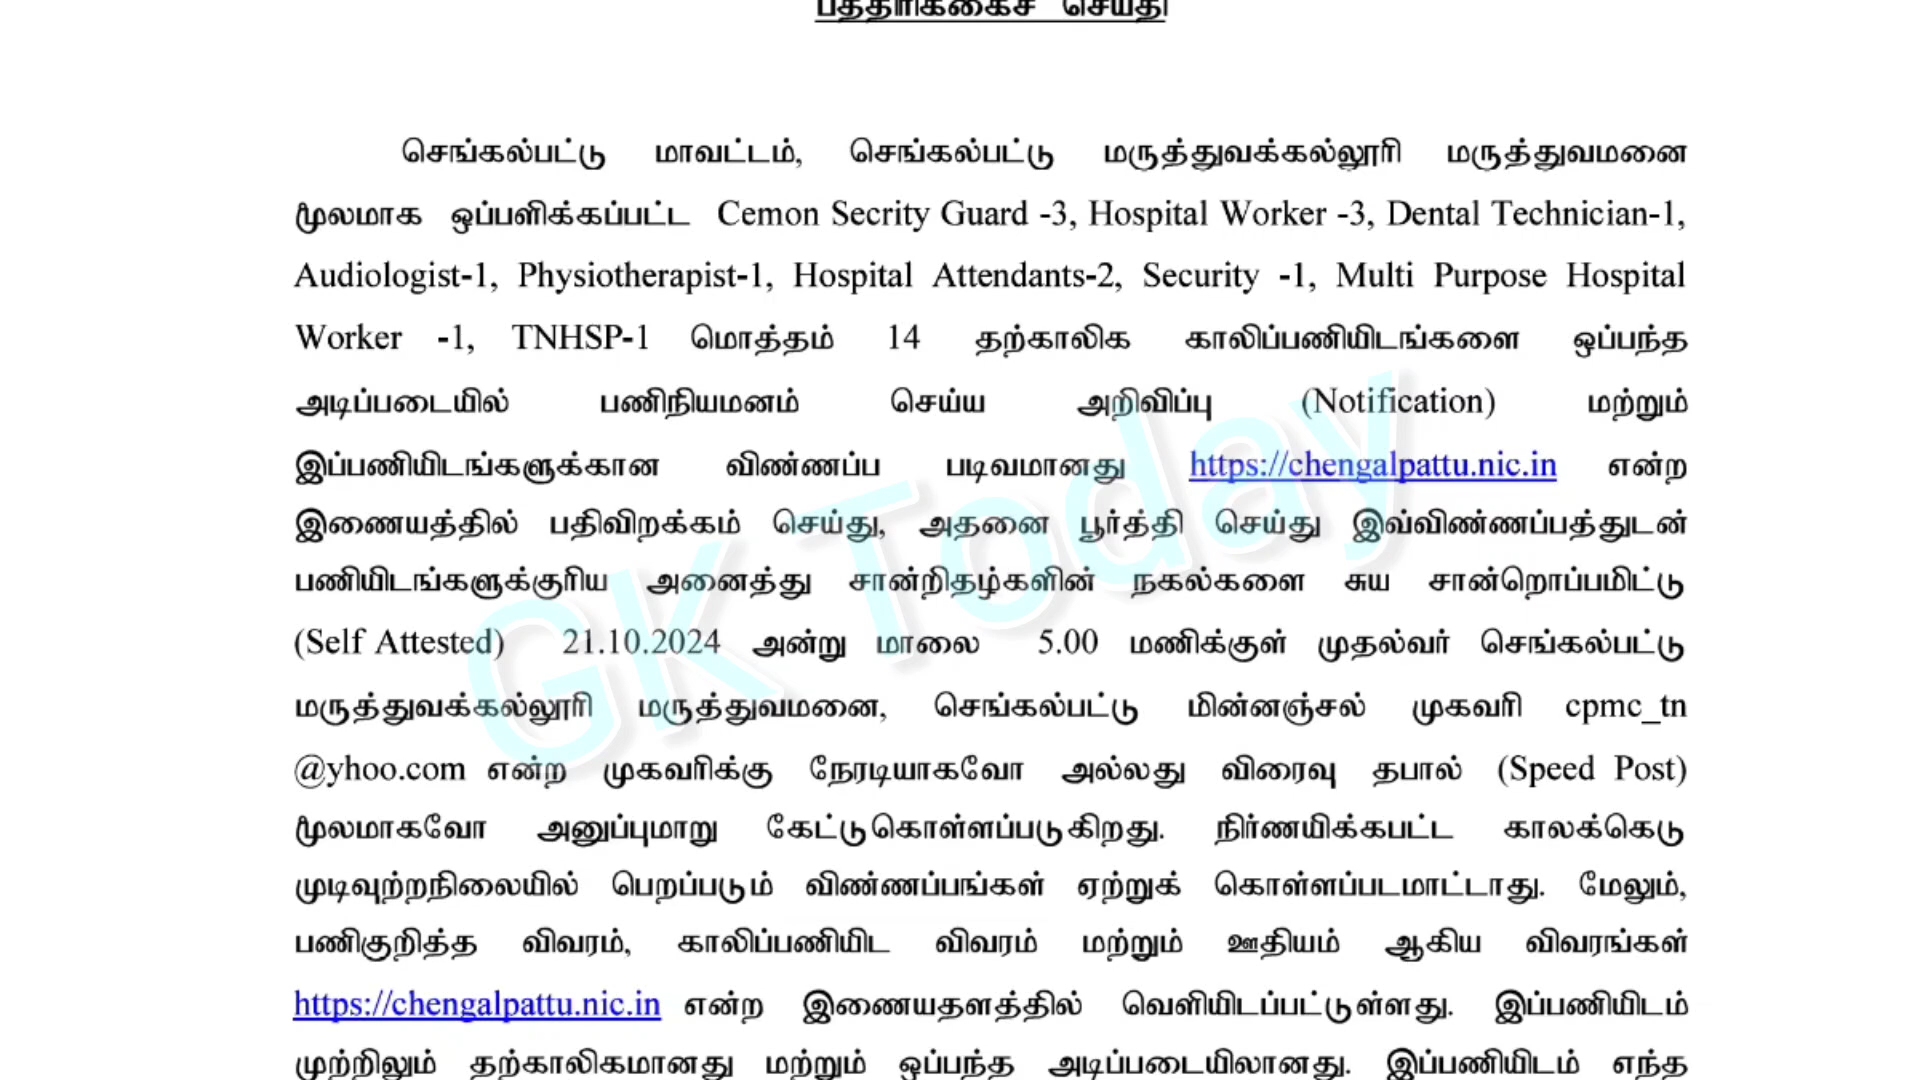 பத்திரிக்கைச் செய்தி
செங்கல்பட்டு மாவட்டம், செங்கல்பட்டு மருத்துவக்கல்லூரி மருத்துவமனை
மூலமாக ஒப்பளிக்கப்பட்ட Cemon Secrity Guard -3, Hospital Worker -3, Dental Technician-1,
Audiologist-1, Physiotherapist-1, Hospital Attendants-2, Security -1, Multi Purpose Hospital
Worker -1, TNHSP-1 மொத்தம் 14 தற்காலிக காலிப்பணியிடங்களை ஒப்பந்த
அடிப்படையில் பணிநியமனம் செய்ய அறிவிப்பு (Notification) மற்றும்
இப்பணியிடங்களுக்கான விண்ணப்ப படிவமானது https://chengalpattu.nic.in என்ற
இணையத்தில் பதிவிறக்கம் செய்து, அதனை பூர்த்தி செய்து இவ்விண்ணப்பத்துடன்
பணியிடங்களுக்குரிய அனைத்து சான்றிதழ்களின் நகல்களை சுய சான்றொப்பமிட்டு
(Self Attested) 21.10.2024 அன்று மாலை 5.00 மணிக்குள் முதல்வர் செங்கல்பட்டு
மருத்துவக்கல்லூரி மருத்துவமனை, செங்கல்பட்டு மின்னஞ்சல் முகவரி cpmc_tn
@yhoo.com என்ற முகவரிக்கு நேரடியாகவோ அல்லது விரைவு தபால் (Speed Post)
மூலமாகவோ அனுப்புமாறு கேட்டுகொள்ளப்படுகிறது. நிர்ணயிக்கபட்ட காலக்கெடு
முடிவுற்றநிலையில் பெறப்படும் விண்ணப்பங்கள் ஏற்றுக் கொள்ளப்படமாட்டாது. மேலும்,
பணிகுறித்த விவரம், காலிப்பணியிட விவரம் மற்றும் ஊதியம் ஆகிய விவரங்கள்
https://chengalpattu.nic.in என்ற இணையதளத்தில் வெளியிடப்பட்டுள்ளது. இப்பணியிடம்
முற்றிலும் தற்காலிகமானது மற்றும் ஒப்பந்த அடிப்படையிலானது. இப்பணியிடம் எந்த
GK Today